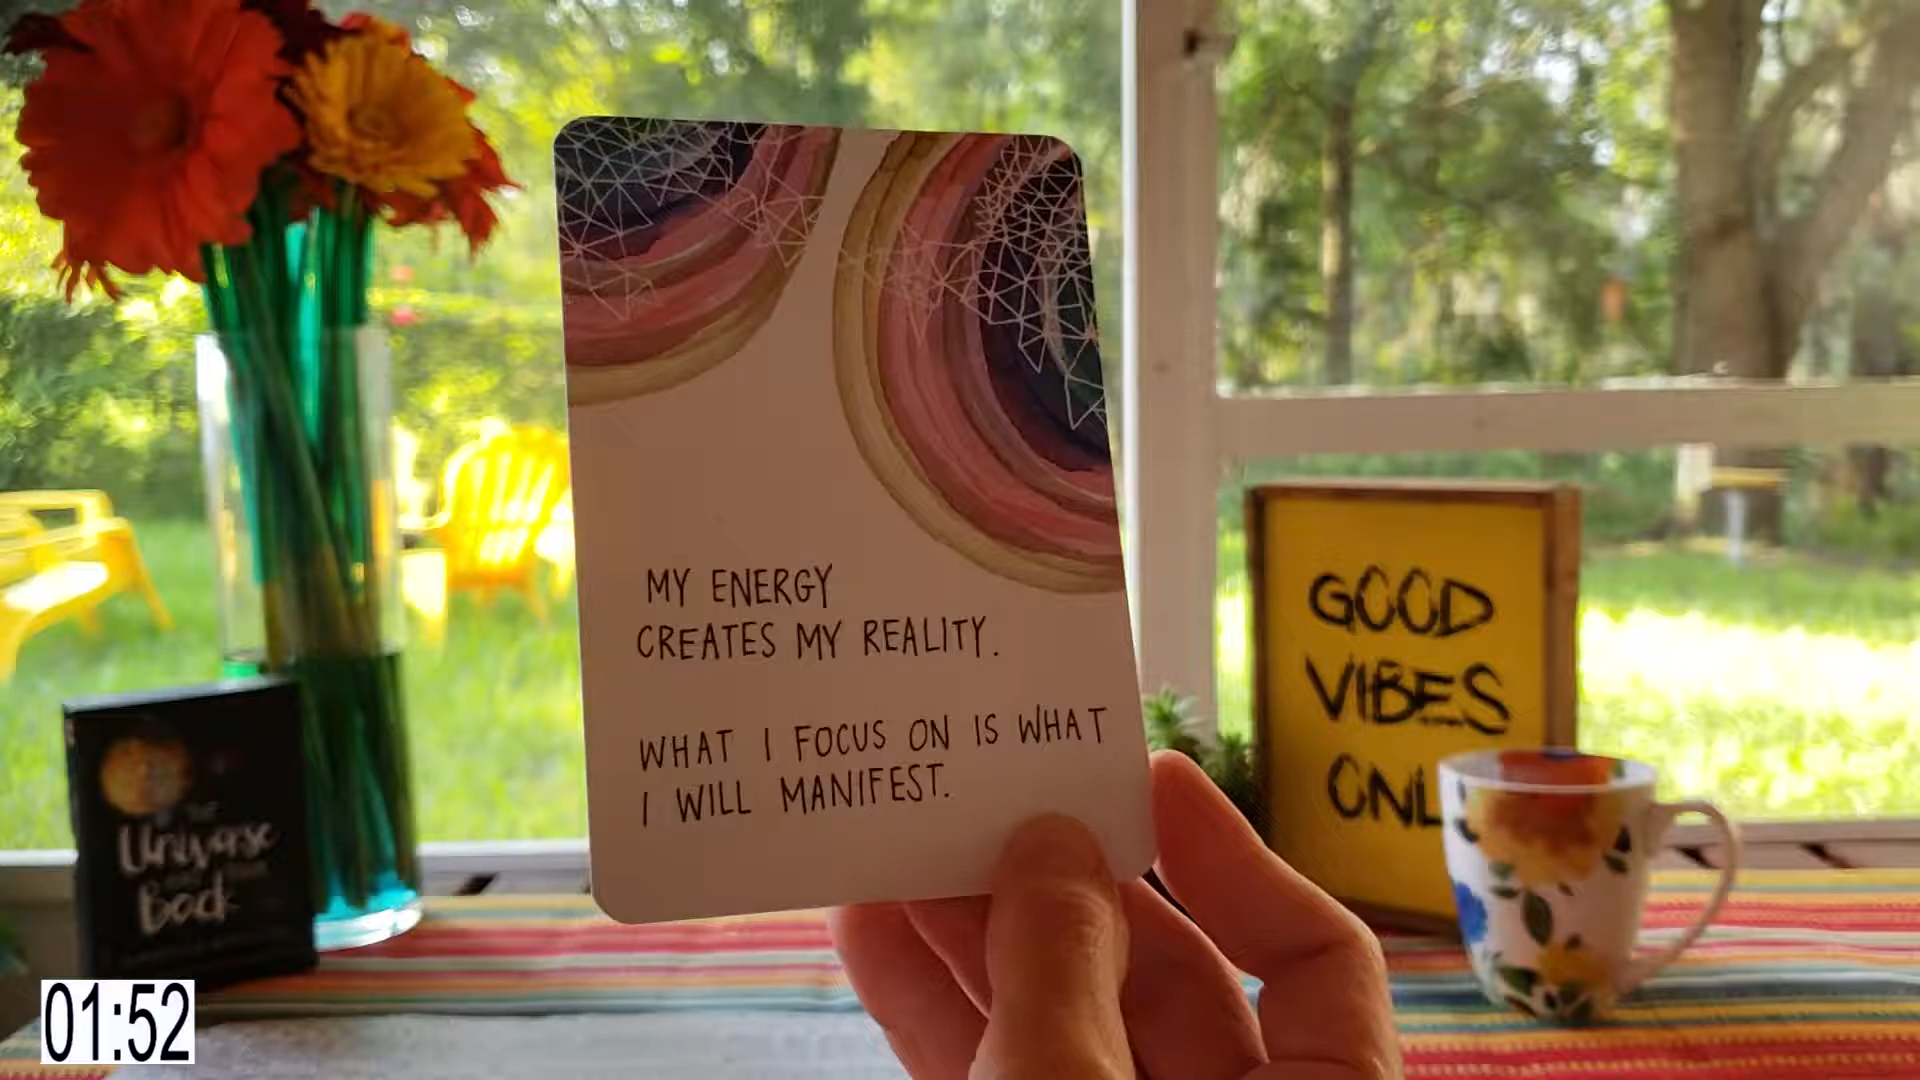 MY ENERGY
CREATES MY REALITY.
WHAT I FOCUS ON IS WHAT
I WILL MANIFEST.
GOOD
VIBES
ONL
THE
Universe
Back
01:52